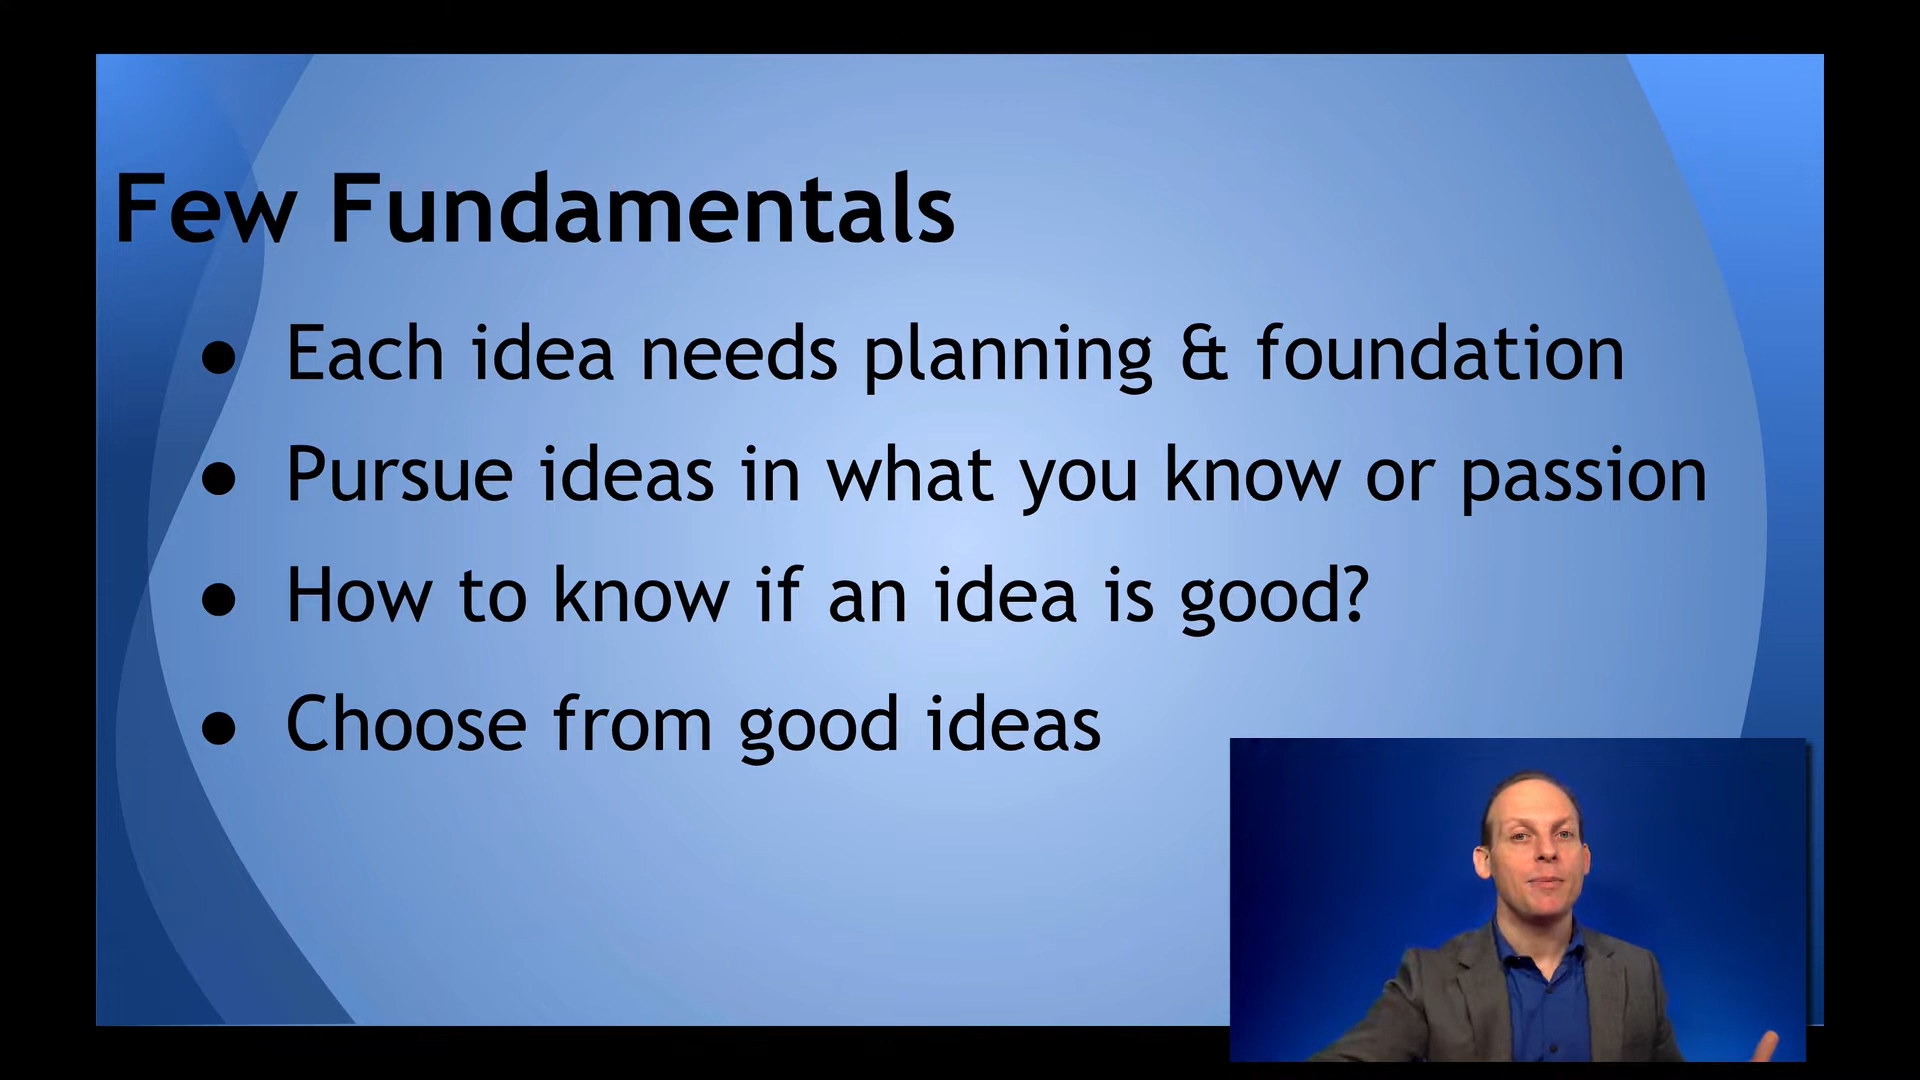 Few Fundamentals
● Each idea needs planning & foundation
● Pursue ideas in what you know or passion
● How to know if an idea is good?
● Choose from good ideas